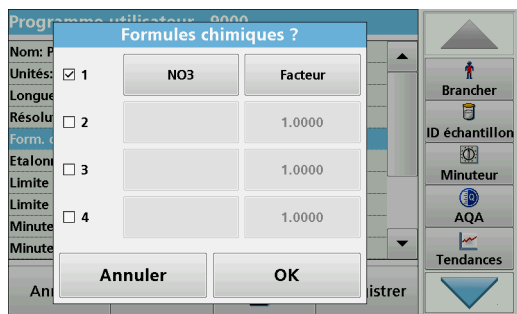 Programme utilisateur 9000
Formules chimiques ?
Nom: P
Unités:
Longue
Résolu
Form. d
Etalonn
Limite
Limite
Minute
Minute
1 NO3 Facteur
2 1.0000
3 1.0000
4 1.0000
Annuler OK
An
istrer
Brancher
ID échantillon
Minuteur
AQA
Tendances